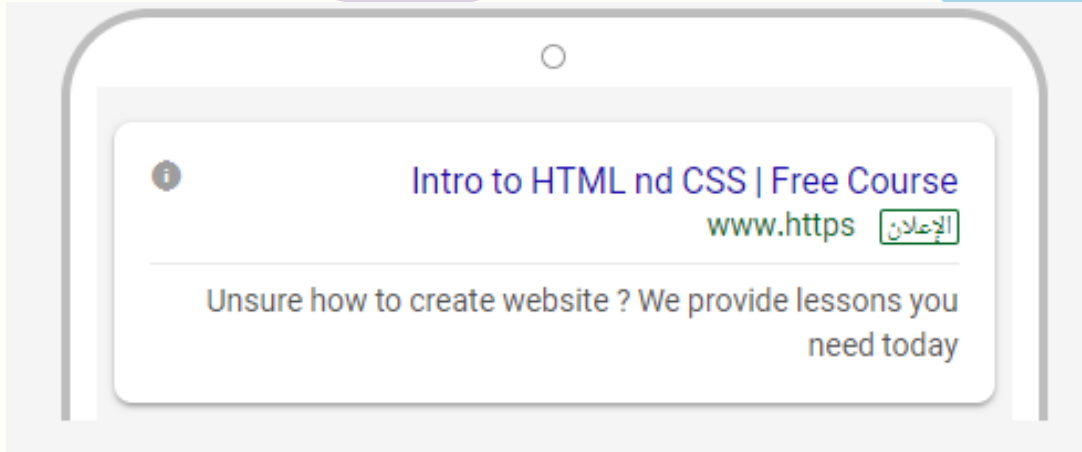 Intro to HTML nd CSS | Free Course
www.https الإعلان
Unsure how to create website ? We provide lessons you
need today